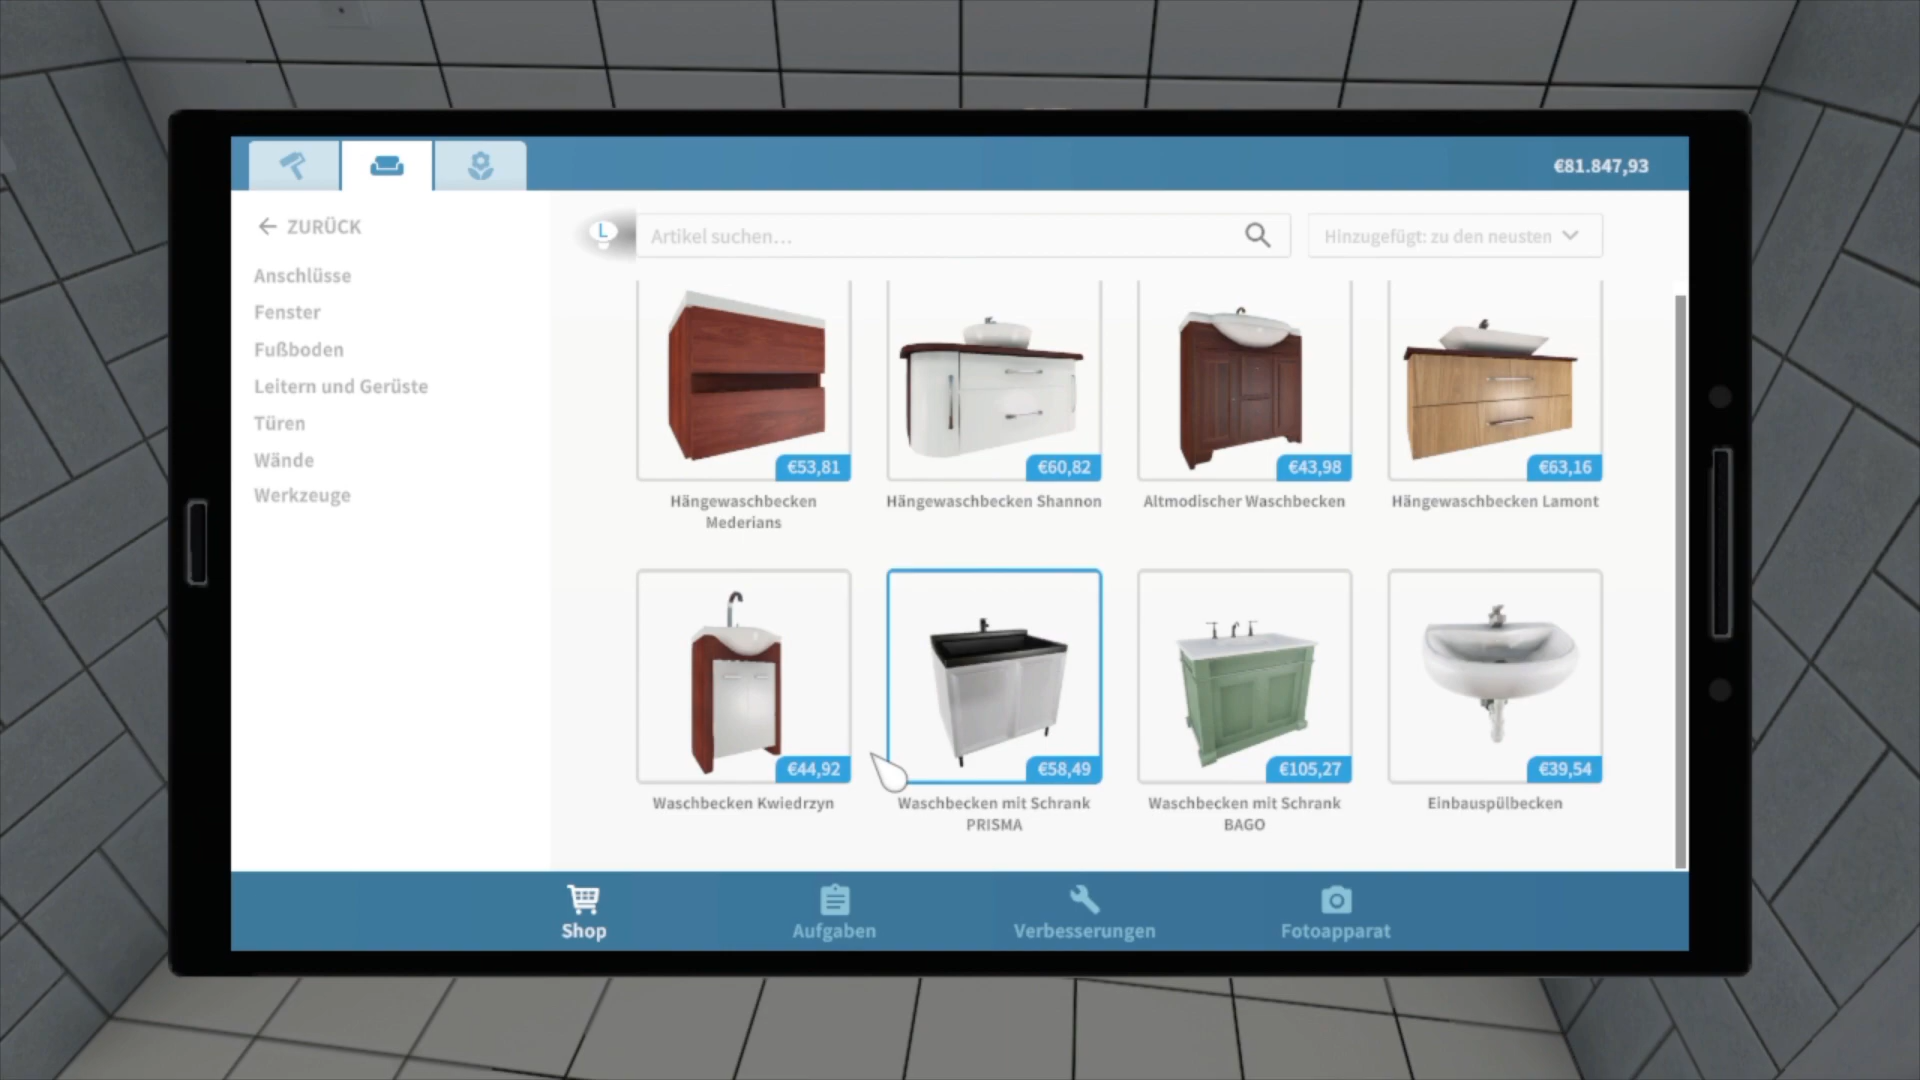 €81.847,93
ZURÜCK
Anschlüsse
Fenster
Fußboden
Leitern und Gerüste
Türen
Wände
Werkzeuge
L
Artikel suchen...
Hinzugefügt: zu den neusten
€53,81
Hängewaschbecken
Mederians
€60,82
Hängewaschbecken Shannon
€43,98
Altmodischer Waschbecken
€63,16
Hängewaschbecken Lamont
€44,92
Waschbecken Kwiedrzyn
€58,49
Waschbecken mit Schrank
PRISMA
€105,27
Waschbecken mit Schrank
BAGO
€39,54
Einbauspülbecken
Shop
Aufgaben
Verbesserungen
Fotoapparat